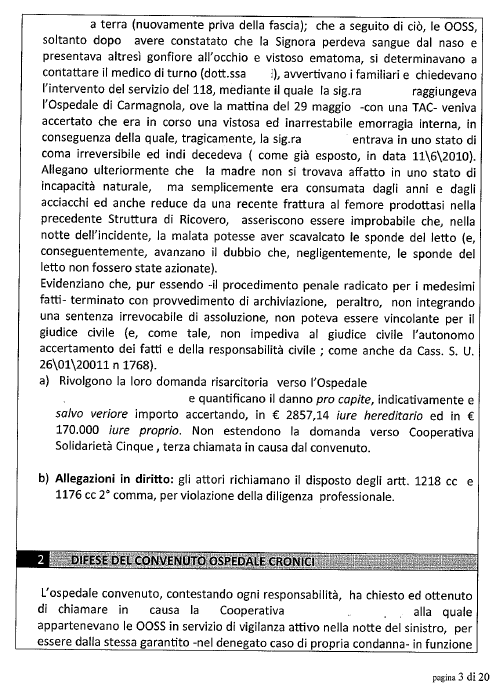 a terra (nuovamente priva della fascia); che a seguito di ciò, le OOSS,
soltanto dopo avere constatato che la Signora perdeva sangue dal naso e
presentava altresì gonfiore all'occhio e vistoso ematoma, si determinavano a
contattare il medico di turno (dott.ssa :), avvertivano i familiari e chiedevano
l'intervento del servizio del 118, mediante il quale la sig.ra raggiungeva
l'Ospedale di Carmagnola, ove la mattina del 29 maggio -con una TAC- veniva
accertato che era in corso una vistosa ed inarrestabile emorragia interna, in
conseguenza della quale, tragicamente, la sig.ra entrava in uno stato di
coma irreversibile ed indi decedeva ( come già esposto, in data 11\6\2010).
Allegano ulteriormente che la madre non si trovava affatto in uno stato di
incapacità naturale, ma semplicemente era consumata dagli anni e dagli
acciacchi ed anche reduce da una recente frattura al femore prodottasi nella
precedente Struttura di Ricovero, asseriscono essere improbabile che, nella
notte dell'incidente, la malata potesse aver scavalcato le sponde del letto (e,
conseguentemente, avanzano il dubbio che, negligentemente, le sponde del
letto non fossero state azionate).
Evidenziano che, pur essendo -il procedimento penale radicato per i medesimi
fatti- terminato con provvedimento di archiviazione, peraltro, non integrando
una sentenza irrevocabile di assoluzione, non poteva essere vincolante per il
giudice civile (e, come tale, non impediva al giudice civile l'autonomo
accertamento dei fatti e della responsabilità civile ; come anche da Cass. S. U.
26\01\20011 n 1768).
a) Rivolgono la loro domanda risarcitoria verso l'Ospedale
e quantificano il danno pro capite, indicativamente e
salvo veriore importo accertando, in € 2857,14 iure hereditario ed in €
170.000 iure proprio. Non estendono la domanda verso Cooperativa
Solidarietà Cinque , terza chiamata in causa dal convenuto.
b) Allegazioni in diritto: gli attori richiamano il disposto degli artt. 1218 cc e
1176 cc 2° comma, per violazione della diligenza professionale.
2 DIFESE DEL CONVENUTO OSPEDALE CRONICI
L'ospedale convenuto, contestando ogni responsabilità, ha chiesto ed ottenuto
di chiamare in causa la Cooperativa alla quale
appartenevano le OOSS in servizio di vigilanza attivo nella notte del sinistro, per
essere dalla stessa garantito -nel denegato caso di propria condanna- in funzione
pagina 3 di 20